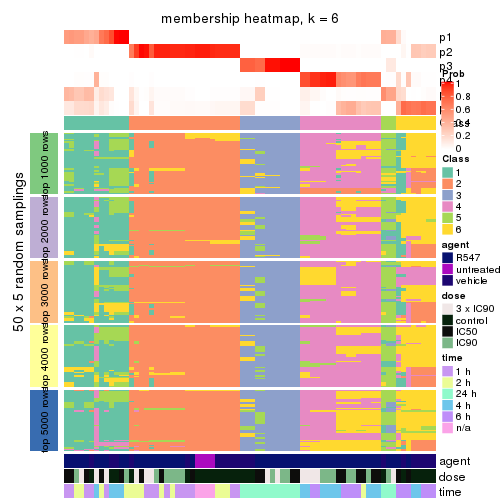 membership heatmap, k = 6
p1
p2
p3
Prob
1
0.8
0.6
0.4
0.2
0
Class
1
2
3
4
5
6
agent
R547
untreated
vehicle
dose
3 x IC90
control
IC50
IC90
time
1 h
2 h
24 h
4 h
6 h
n/a
50 x 5 random samplings
top 1000 rows
top 2000 rows
top 3000 rows
top 4000 rows
top 5000 rows
agent
dose
time